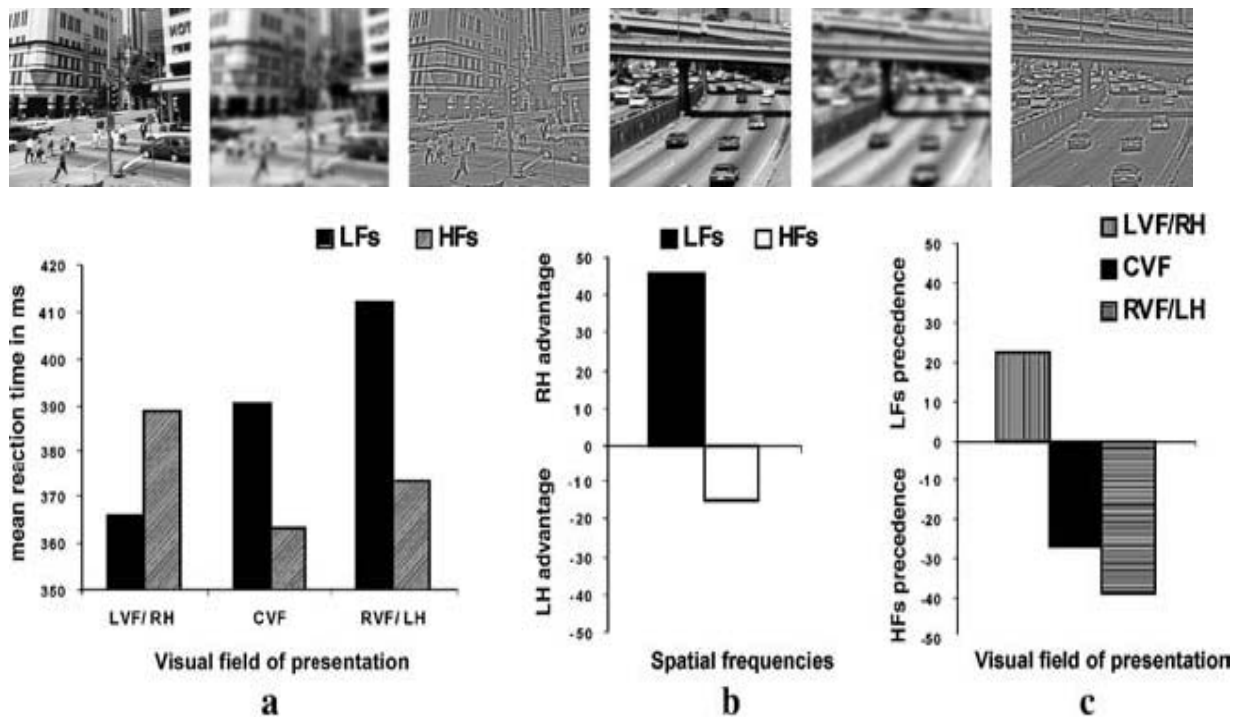 NOT
LFs HFs
mean reaction time in ms
420
410
400
390
380
370
360
350
LVF/ RH CVF RVF/ LH
Visual field of presentation
a
LFs HFs
RH advantage
LH advantage
50
40
30
20
10
0
-10
-20
-30
-40
-50
Spatial frequencies
b
LVF/RH
CVF
RVF/LH
LFs precedence
HFs precedence
50
40
30
20
10
0
-10
-20
-30
-40
-50
Visual field of presentation
c